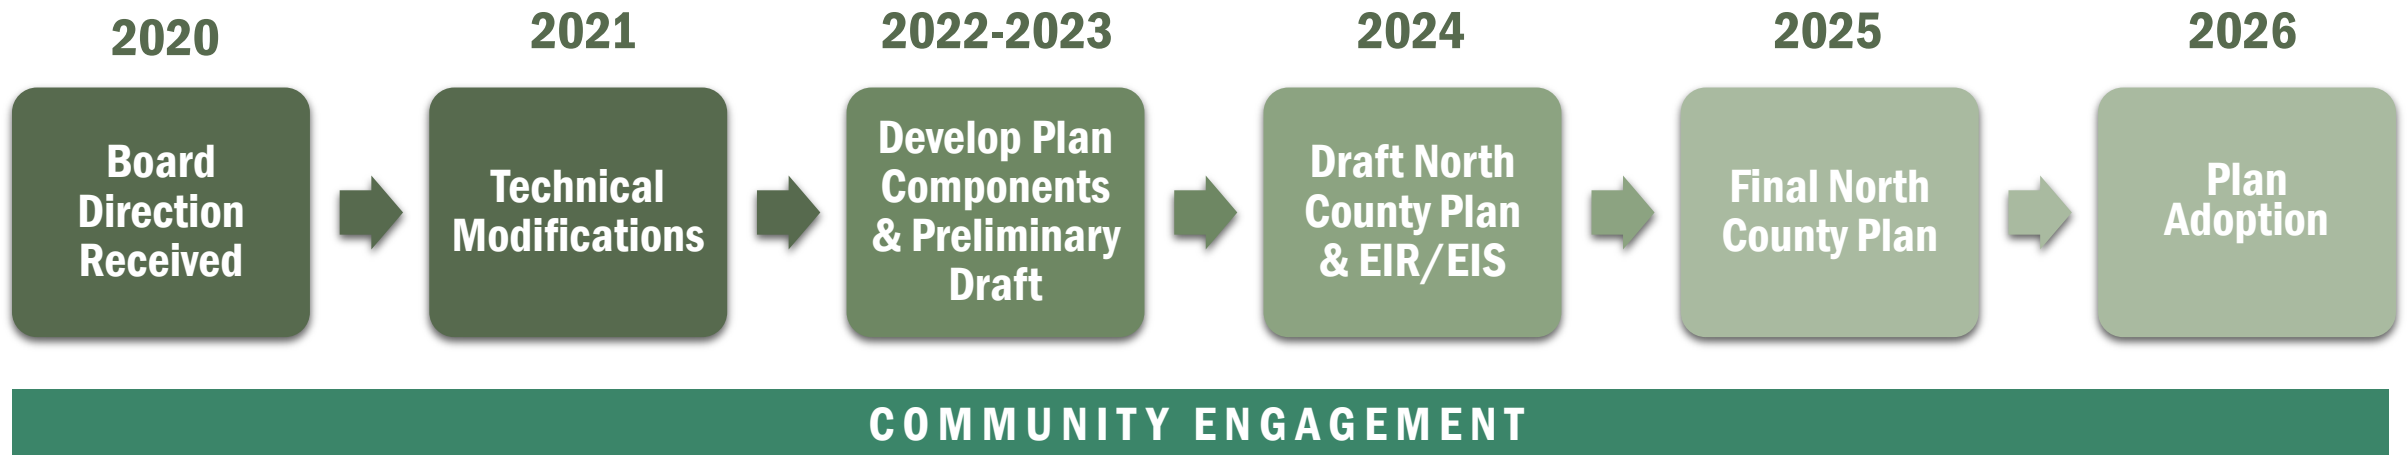 2020
Board
Direction
Received
2021
Technical
Modifications
2022-2023
Develop Plan
Components
& Preliminary
Draft
2024
Draft North
County Plan
& EIR/EIS
2025
Final North
County Plan
2026
Plan
Adoption
COMMUNITY ENGAGEMENT